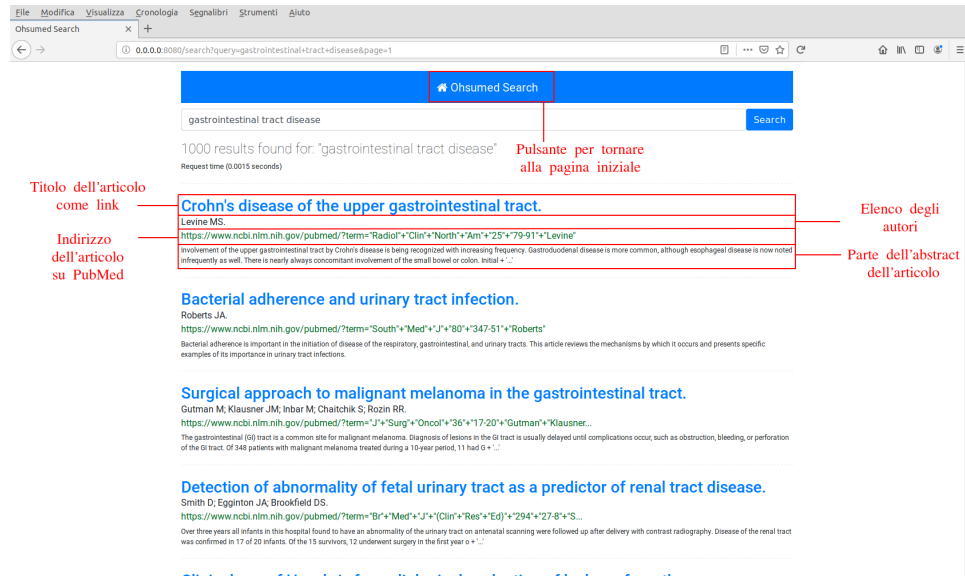 File Modifica Visualizza Cronologia Segnalibri Strumenti Aiuto
Ohsumed Search × +
0.0.0.0:8080/search?query=gastrointestinal+tract+disease&page=1
Ohsumed Search
gastrointestinal tract disease Search
1000 results found for: "gastrointestinal tract disease"
Request time (0.0015 seconds)
Pulsante per tornare
alla pagina iniziale
Titolo dell'articolo
come link
Crohn's disease of the upper gastrointestinal tract.
Levine MS.
Elenco degli
autori
https://www.ncbi.nlm.nih.gov/pubmed/?term="Radiol"+"Clin"+"North"+"Am"+"25"+"79-91"+"Levine"
Indirizzo
dell'articolo
su PubMed
Involvement of the upper gastrointestinal tract by Crohn's disease is being recognized with increasing frequency. Gastroduodenal disease is more common, although esophageal disease is now noted
infrequently as well. There is nearly always concomitant involvement of the small bowel or colon. Initial + '...'
Parte dell'abstract
dell'articolo
Bacterial adherence and urinary tract infection.
Roberts JA.
https://www.ncbi.nlm.nih.gov/pubmed/?term="South"+"Med"+"J"+"80"+"347-51"+"Roberts"
Bacterial adherence is important in the initiation of disease of the respiratory, gastrointestinal, and urinary tracts. This article reviews the mechanisms by which it occurs and presents specific
examples of its importance in urinary tract infections.
Surgical approach to malignant melanoma in the gastrointestinal tract.
Gutman M; Klausner JM; Inbar M; Chaitchik S; Rozin RR.
https://www.ncbi.nlm.nih.gov/pubmed/?term="J"+"Surg"+"Oncol"+"36"+"17-20"+"Gutman"+"Klausner...
The gastrointestinal (GI) tract is a common site for malignant melanoma. Diagnosis of lesions in the GI tract is usually delayed until complications occur, such as obstruction, bleeding, or perforation
of the GI tract. Of 348 patients with malignant melanoma treated during a 10-year period, 11 had G + '...'
Detection of abnormality of fetal urinary tract as a predictor of renal tract disease.
Smith D; Egginton JA; Brookfield DS.
https://www.ncbi.nlm.nih.gov/pubmed/?term="Br"+"Med"+"J"+"(Clin"+"Res"+"Ed)"+"294"+"27-8"+"S...
Over three years all infants in this hospital found to have an abnormality of the urinary tract on antenatal scanning were followed up after delivery with contrast radiography. Disease of the renal tract
was confirmed in 17 of 20 infants. Of the 15 survivors, 12 underwent surgery in the first year o + '...'